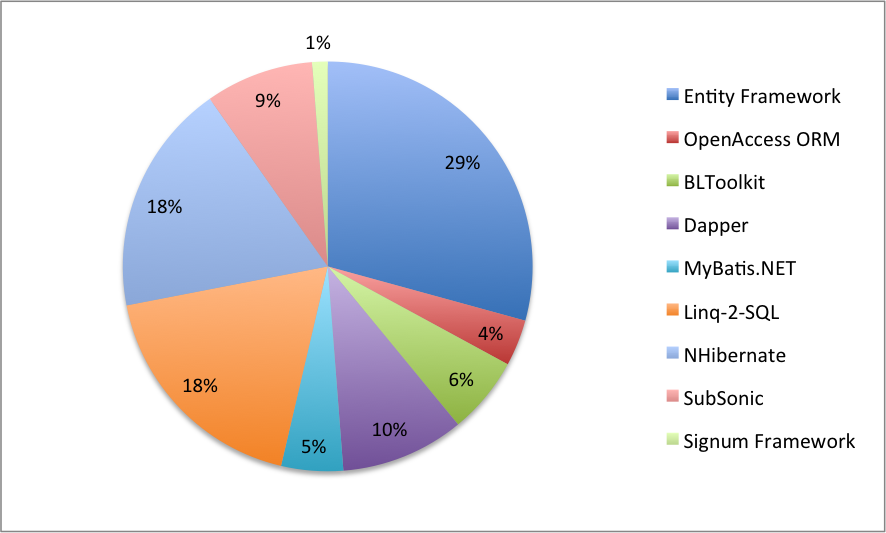 1%
9%
29%
18%
4%
6%
18%
10%
5%
Entity Framework
OpenAccess ORM
BLToolkit
Dapper
MyBatis.NET
Linq-2-SQL
NHibernate
SubSonic
Signum Framework